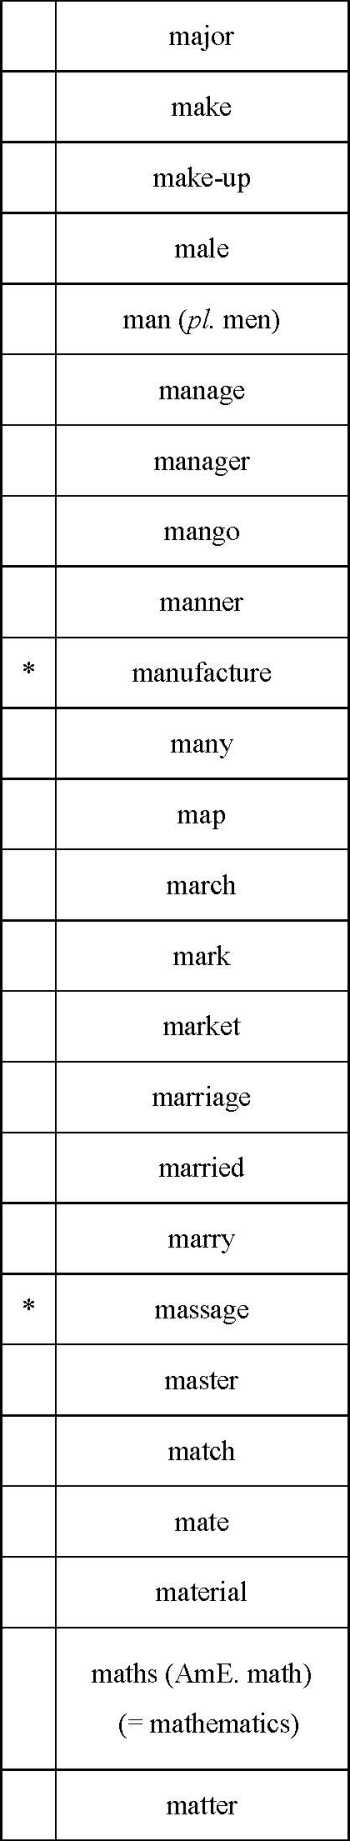 major
make
make-up
male
man (pl. men)
manage
manager
mango
manner
* manufacture
many
map
march
mark
market
marriage
married
marry
* massage
master
match
mate
material
maths (AmE. math)
(= mathematics)
matter